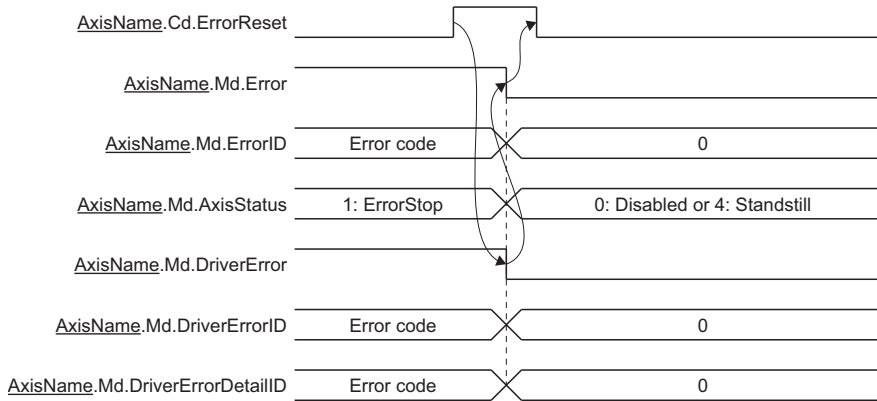 AxisName.Cd.ErrorReset
AxisName.Md.Error
AxisName.Md.ErrorID Error code 0
AxisName.Md.AxisStatus 1: ErrorStop 0: Disabled or 4: Standstill
AxisName.Md.DriverError
AxisName.Md.DriverErrorID Error code 0
AxisName.Md.DriverErrorDetailID Error code 0